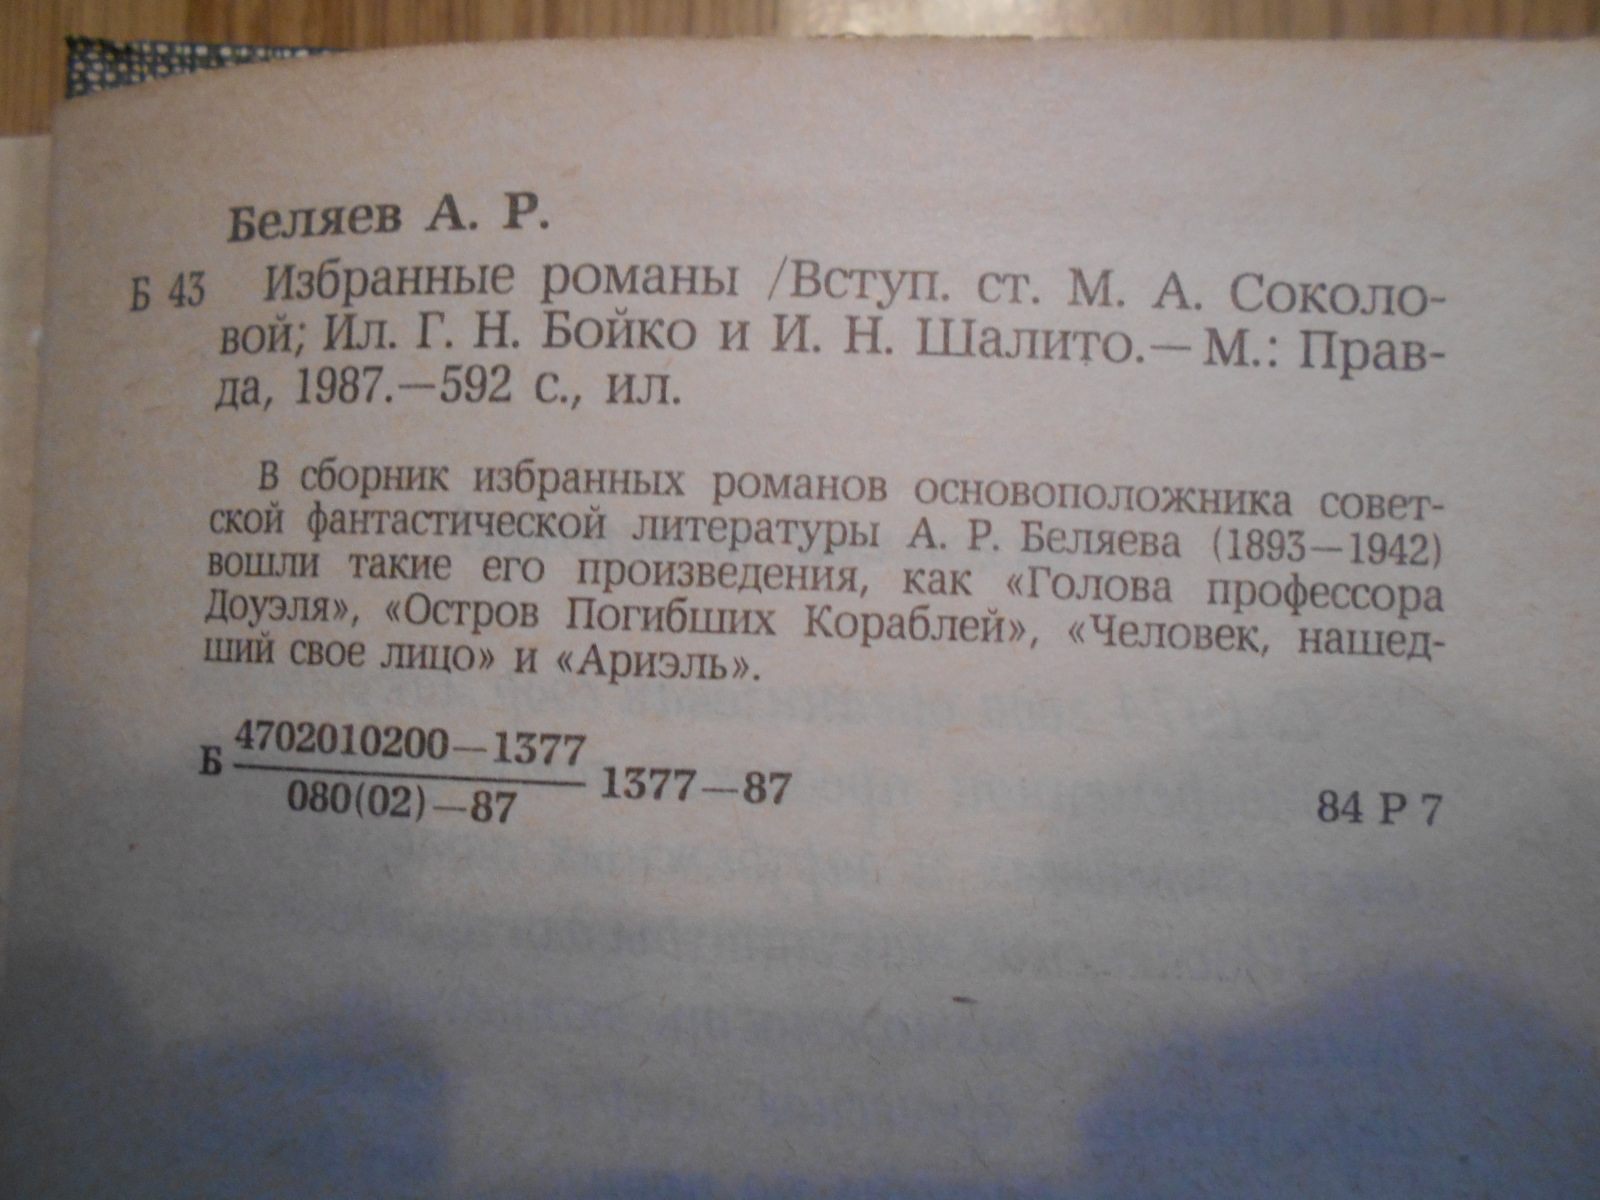 Беляев А. Р.
Б 43 Избранные романы /Вступ. ст. М. А. Соколо-
вой; Ил. Г. Н. Бойко и И. Н. Шалито.— М.: Прав-
да, 1987.—592 с., ил.
В сборник избранных романов основоположника совет-
ской фантастической литературы А. Р. Беляева (1893—1942)
вошли такие его произведения, как «Голова профессора
Доуэля», «Остров Погибших Кораблей», «Человек, нашед-
ший свое лицо» и «Ариэль».
4702010200—1377
Б 1377—87
080(02)—87
84 Р 7